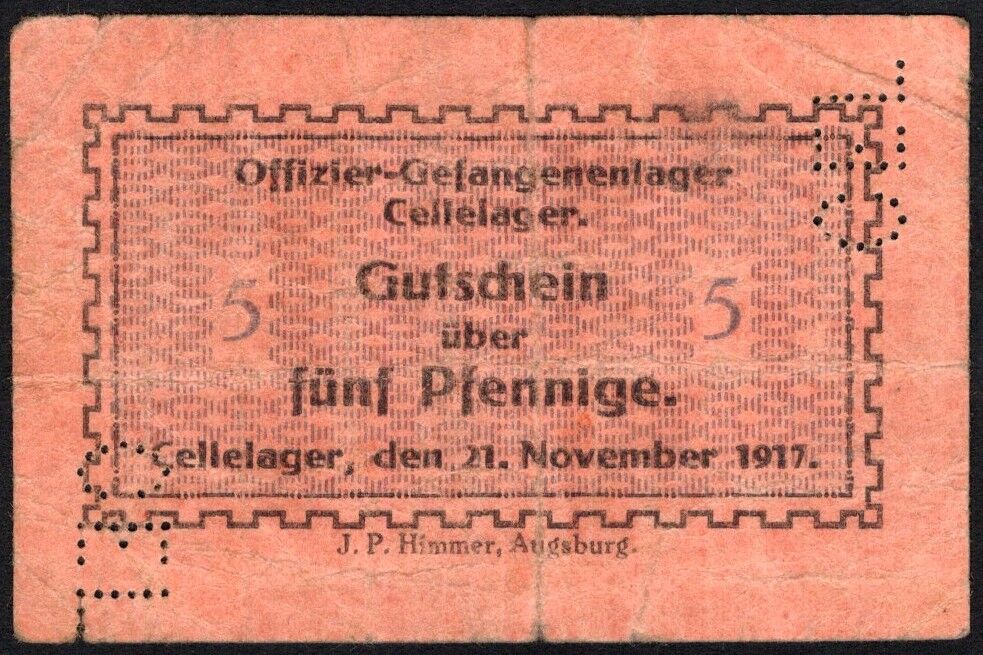 Offizier-Gefangenenlager
Cellelager.
Gutschein
5 5
über
fünf Pfennige.
Cellelager, den 21. November 1917.
J. P. Himmer, Augsburg.